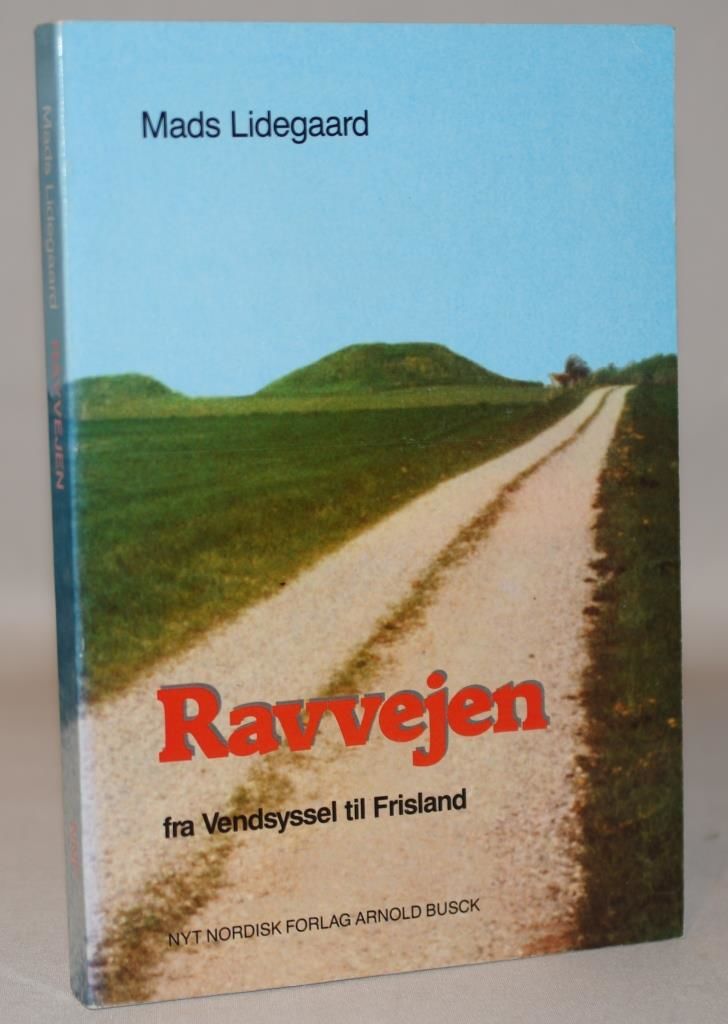 Mads Lidegaard
Ravvejen
fra Vendsyssel til Frisland
NYT NORDISK FORLAG ARNOLD BUSCK
Mads Lidegaard RAVVEJEN